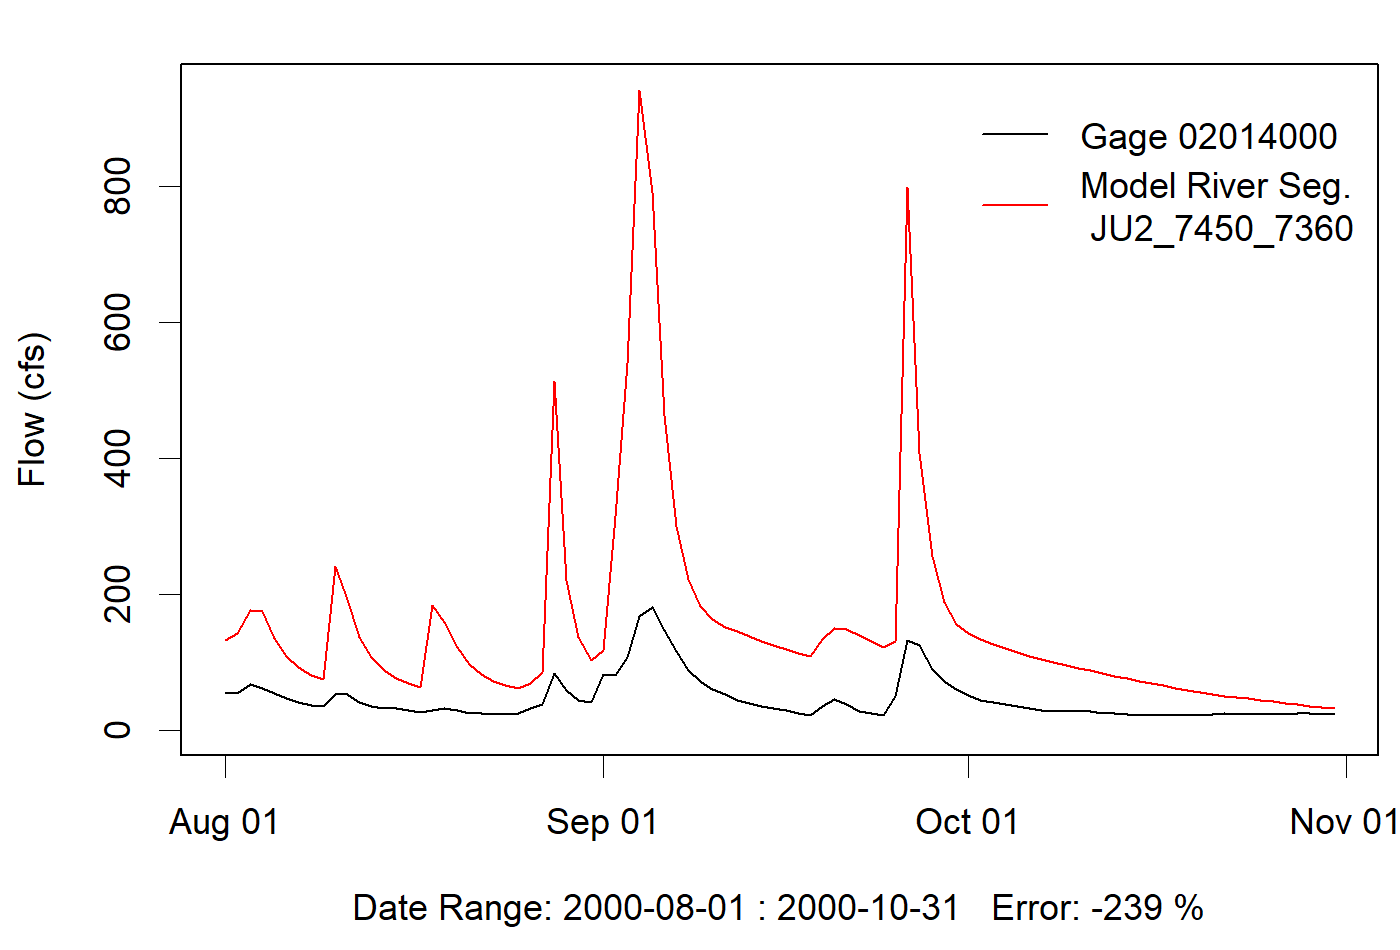 Gage 02014000
Model River Seg.
JU2_7450_7360
Flow (cfs)
800
600
400
200
0
Aug 01
Sep 01
Oct 01
Nov 01
Date Range: 2000-08-01 : 2000-10-31 Error: -239 %